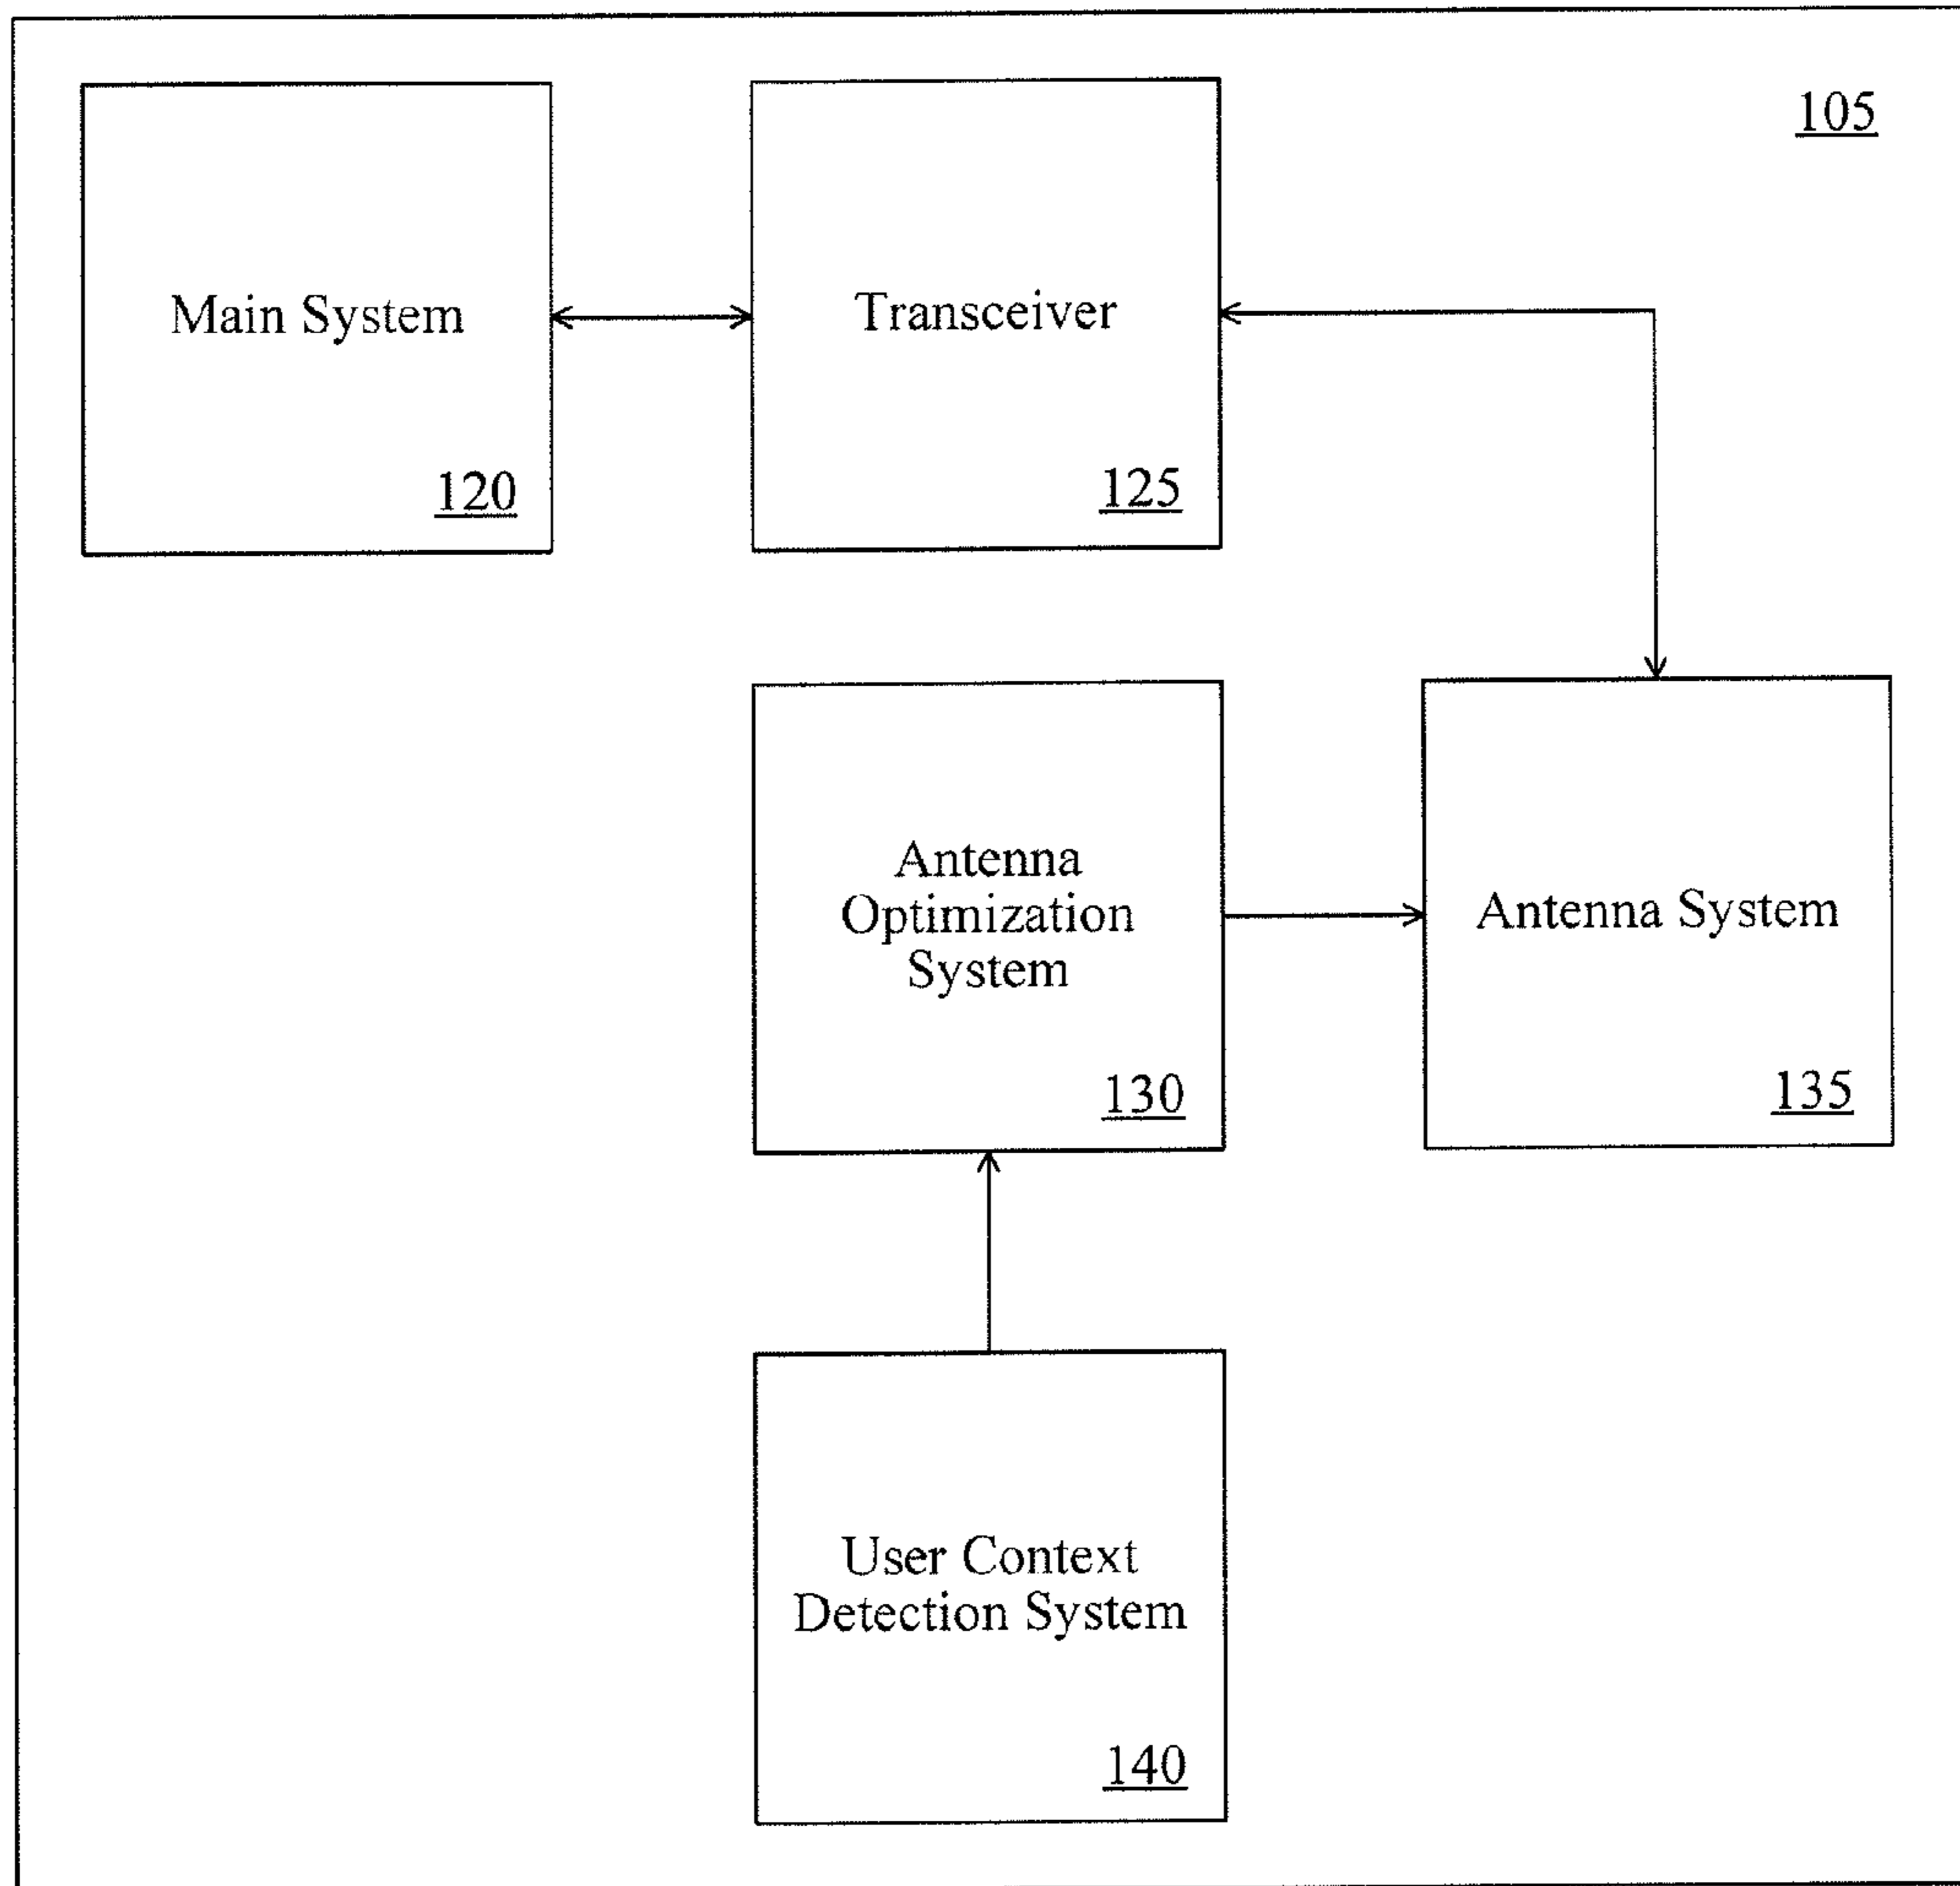 105
Main System
120
Transceiver
125
Antenna
Optimization
System
130
Antenna System
135
User Context
Detection System
140